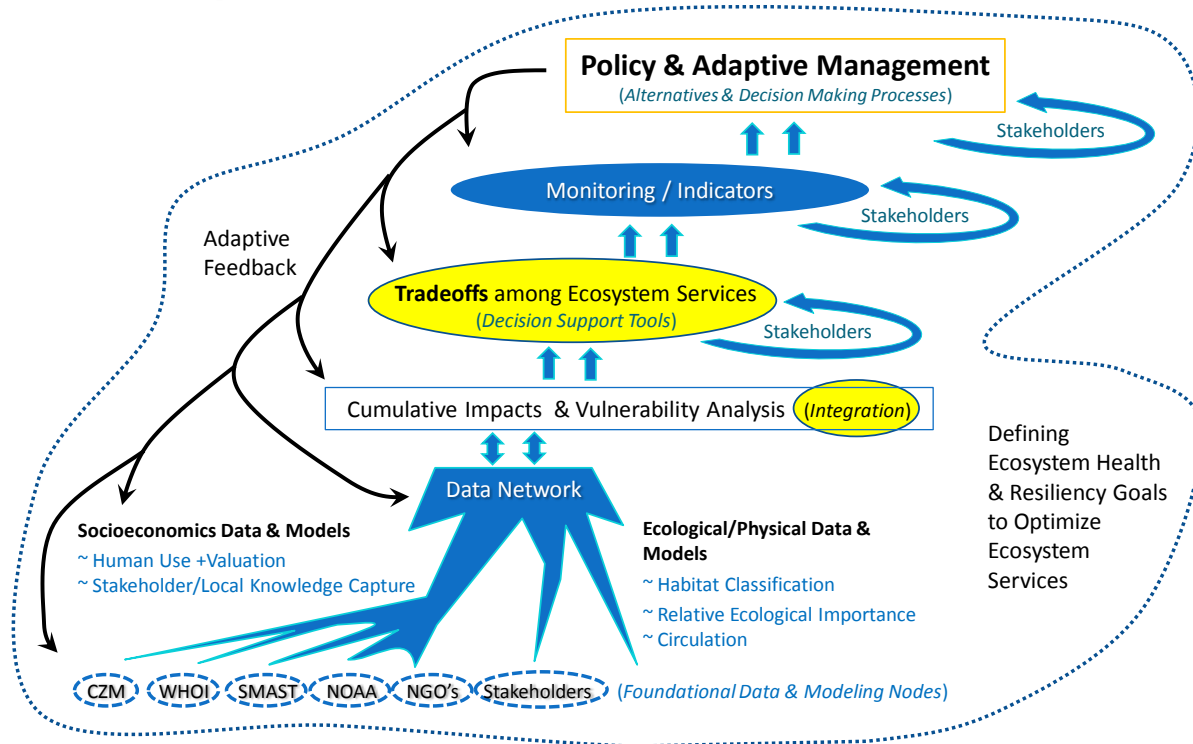 Policy & Adaptive Management
(Alternatives & Decision Making Processes)
Stakeholders
Monitoring / Indicators
Stakeholders
Adaptive
Feedback
Tradeoffs among Ecosystem Services
(Decision Support Tools)
Stakeholders
Cumulative Impacts & Vulnerability Analysis (Integration)
Defining
Ecosystem Health
& Resiliency Goals
to Optimize
Ecosystem
Services
Data Network
Socioeconomics Data & Models
~ Human Use +Valuation
~ Stakeholder/Local Knowledge Capture
Ecological/Physical Data &
Models
~ Habitat Classification
~ Relative Ecological Importance
~ Circulation
CZM WHOI SMAST NOAA NGO's Stakeholders (Foundational Data & Modeling Nodes)